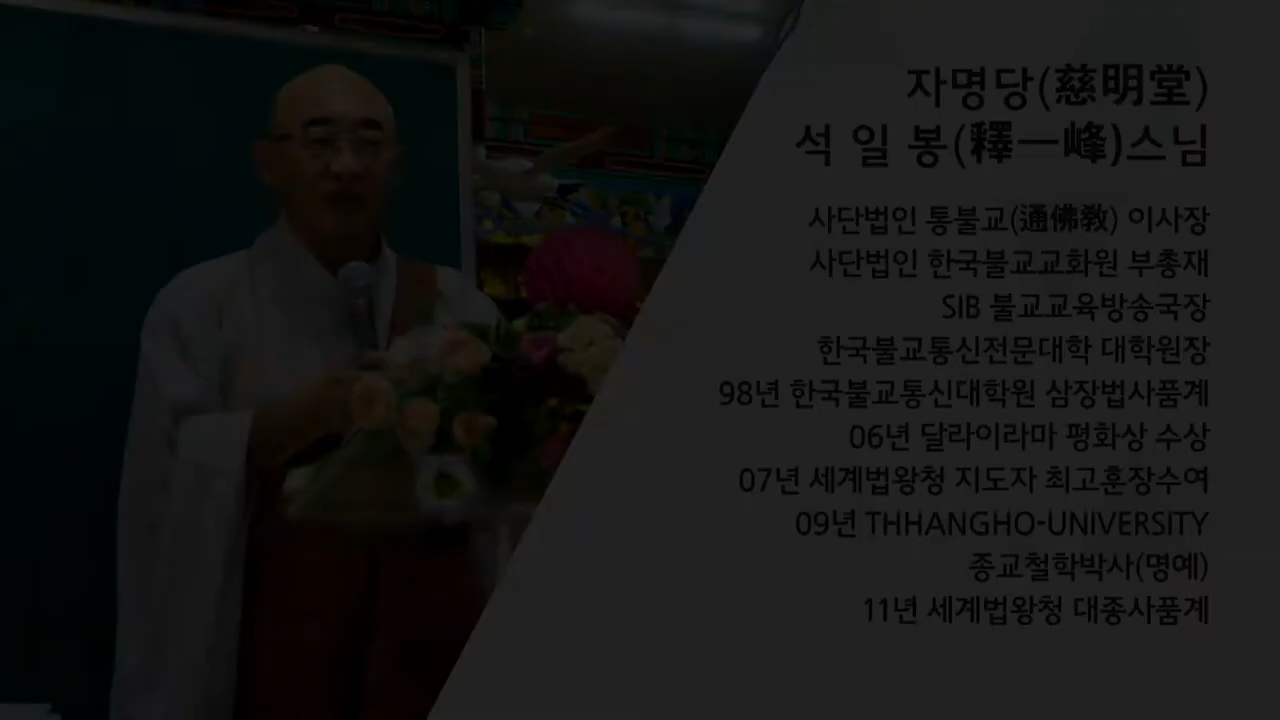 자명당(慈明堂)
석 일 봉(釋一峰)스님
사단법인 통불교(通佛敎) 이사장
사단법인 한국불교교화원 부총재
SIB 불교교육방송국장
한국불교통신전문대학 대학원장
98년 한국불교통신대학원 삼장법사품계
06년 달라이라마 평화상 수상
07년 세계법왕청 지도자 최고훈장수여
09년 THHANGHO-UNIVERSITY
종교철학박사(명예)
11년 세계법왕청 대종사품계